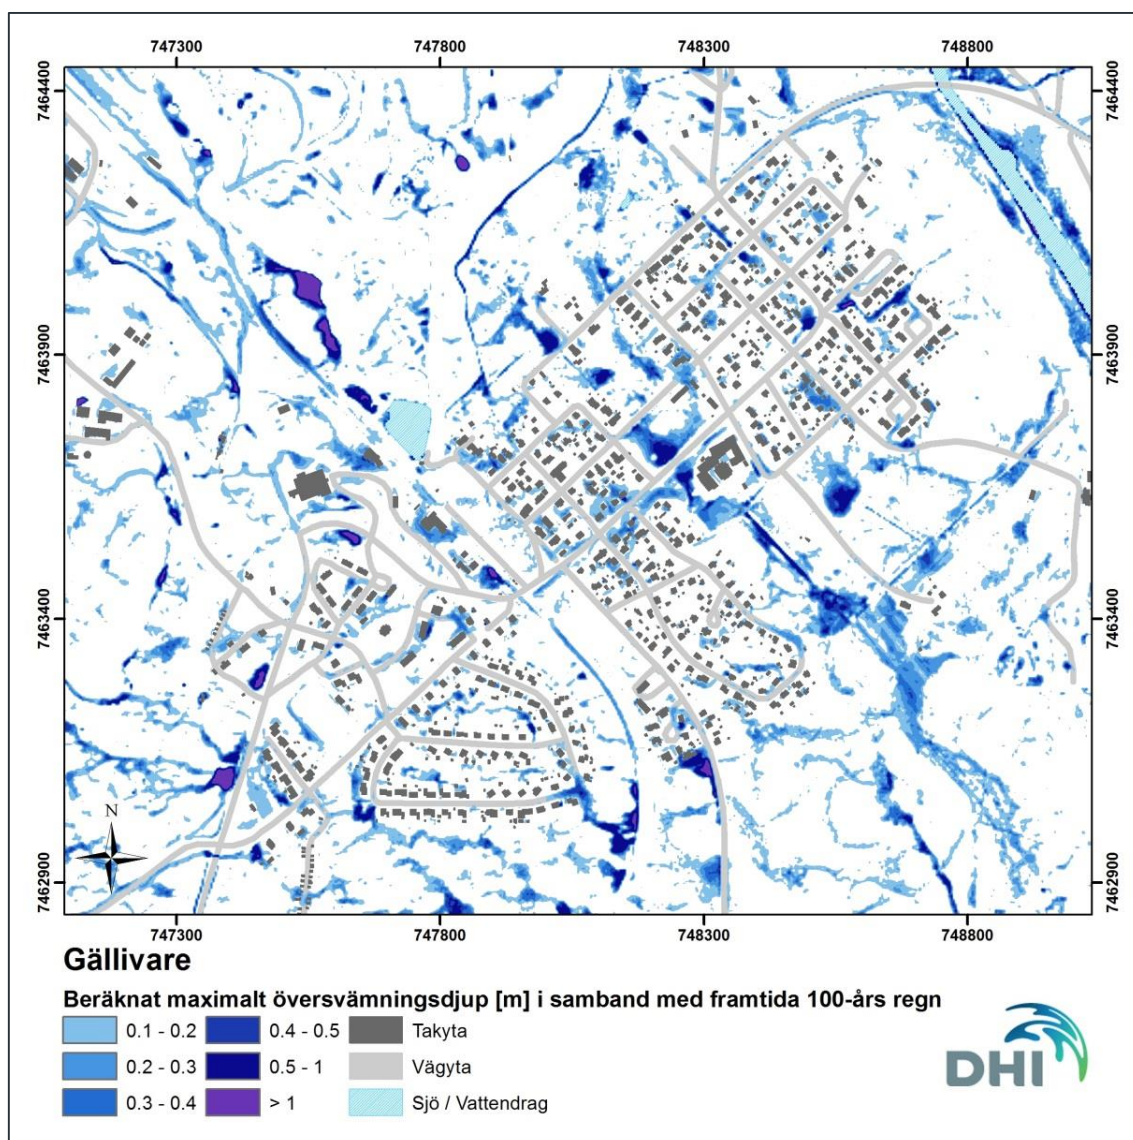 747300 747800 748300 748800
7464400 7464400
7463900 7463900
7463400 7463400
7462900 7462900
N
747300 747800 748300 748800
Gällivare
Beräknat maximalt översvämningsdjup [m] i samband med framtida 100-års regn
0.1 - 0.2 0.4 - 0.5 Takyta
0.2 - 0.3 0.5 - 1 Vägyta
0.3 - 0.4 > 1 Sjö / Vattendrag
DHI